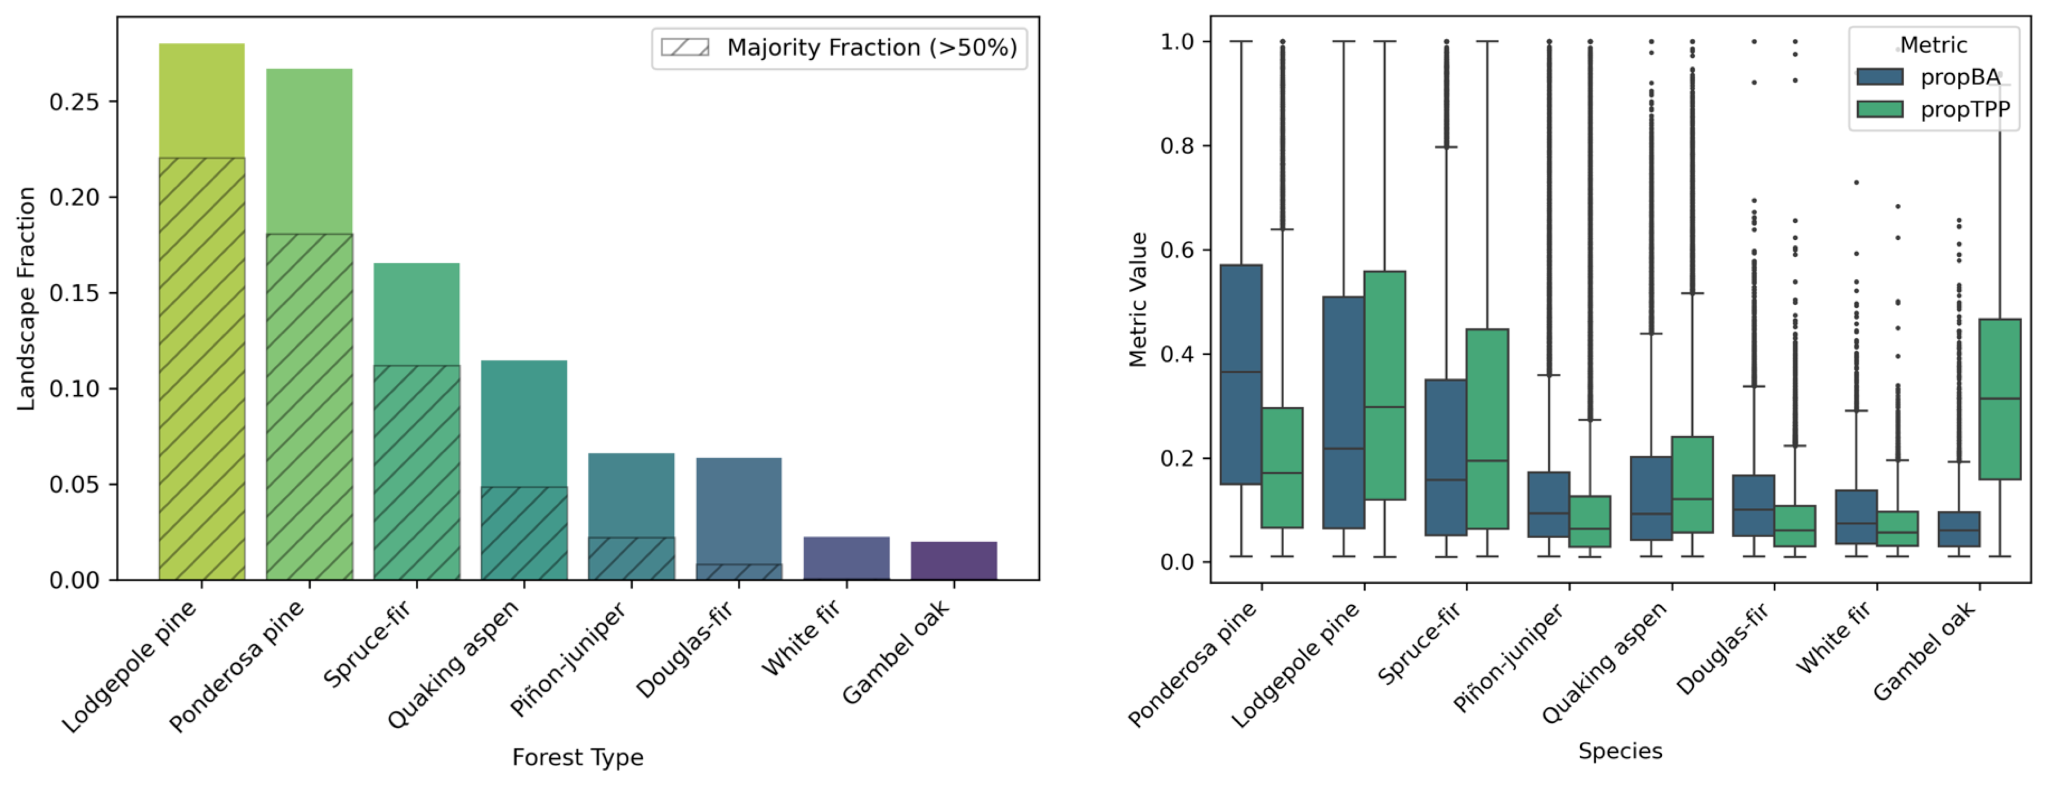 Majority Fraction (>50%)
Landscape Fraction
0.25
0.20
0.15
0.10
0.05
0.00
Lodgepole pine
Ponderosa pine
Spruce-fir
Quaking aspen
Piñon-juniper
Douglas-fir
White fir
Gambel oak
Forest Type
Metric
propBA
propTPP
Metric Value
1.0
0.8
0.6
0.4
0.2
0.0
Ponderosa pine
Lodgepole pine
Spruce-fir
Piñon-juniper
Quaking aspen
Douglas-fir
White fir
Gambel oak
Species